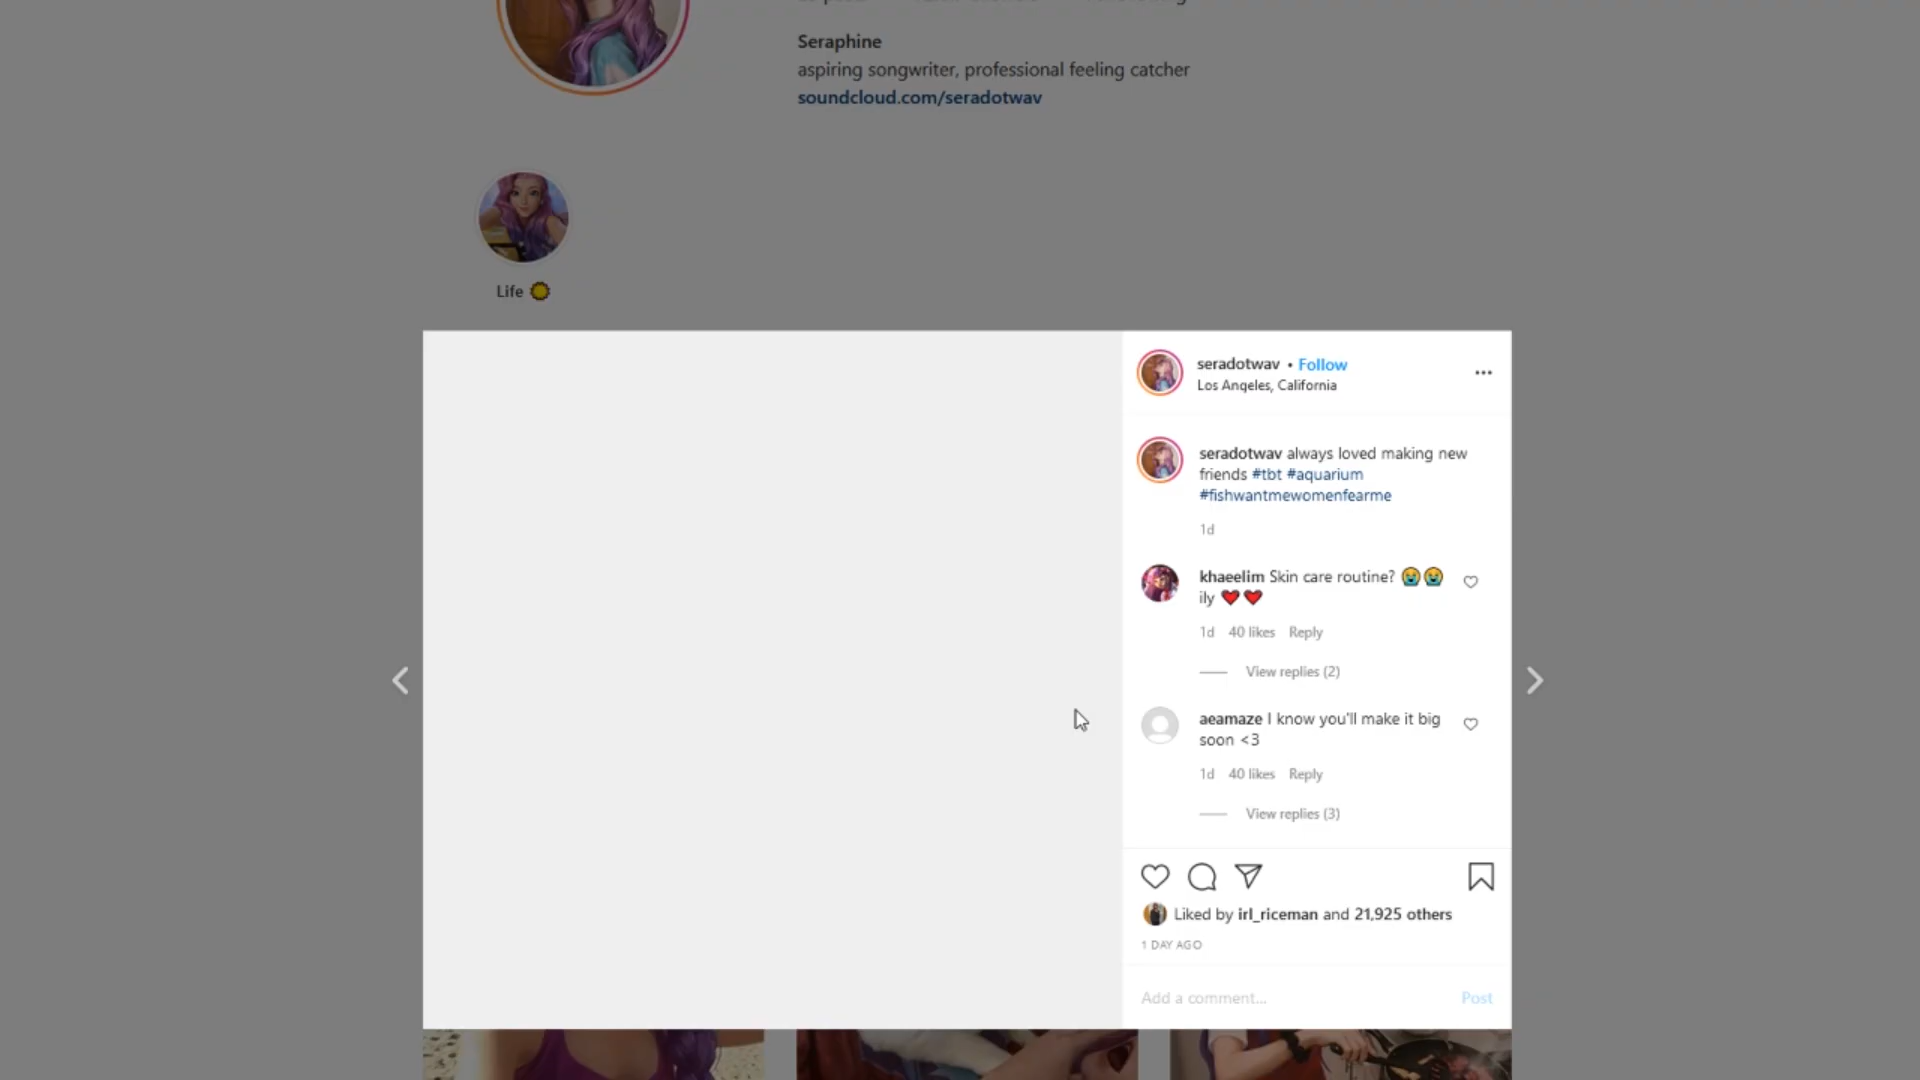 Seraphine
aspiring songwriter, professional feeling catcher
soundcloud.com/seradotwav
Life
seradotwav • Follow
Los Angeles, California
seradotwav always loved making new
friends #tbt #aquarium
#fishwantmewomenfearme
1d
khaeelim Skin care routine? 😭😭
ily ❤❤
1d 40 likes Reply
View replies (2)
aeamaze I know you'll make it big
soon <3
1d 40 likes Reply
View replies (3)
Liked by irl_riceman and 21,925 others
1 DAY AGO
Add a comment... Post